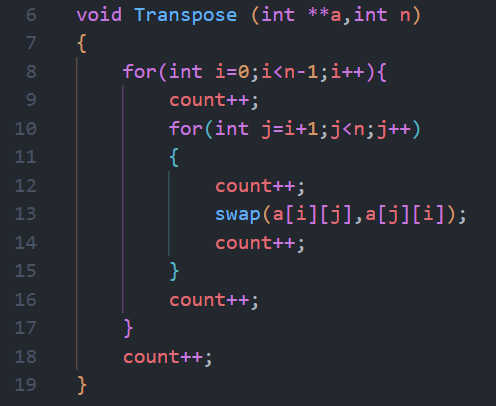 6 void Transpose (int **a,int n)
7 {
8 for(int i=0;i<n-1;i++){
9 count++;
10 for(int j=i+1;j<n;j++)
11 {
12 count++;
13 swap(a[i][j],a[j][i]);
14 count++;
15 }
16 count++;
17 }
18 count++;
19 }